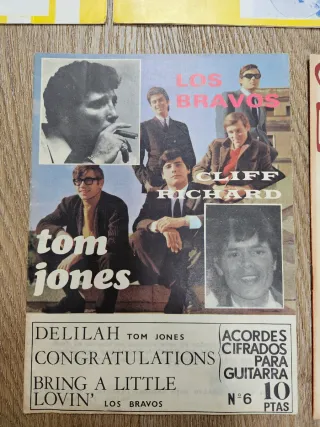 LOS
BRAVOS
CLIFF
RICHARD
tom
jones
DELILAH TOM JONES
CONGRATULATIONS
BRING A LITTLE
LOVIN' LOS BRAVOS
ACORDES
CIFRADOS
PARA
GUITARRA
Nº6 10
PTAS